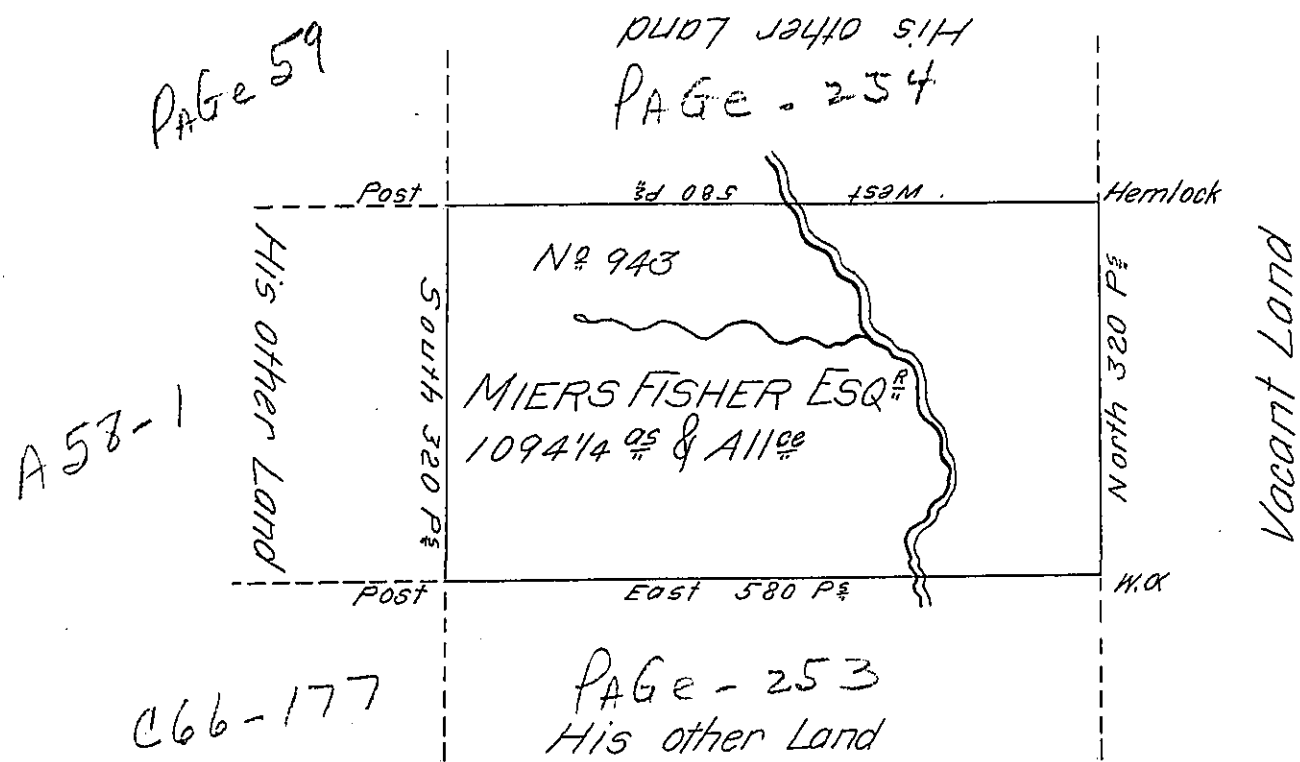 His other Land
PAGe 59
PAGe - 254
Post
West 580 Ps
Hemlock
His other Land
South 320 Ps
No 943
MIERS FISHER ESQR
1094 1/4 as & Allce
North 320 Ps
Vacant Land
A 58-1
Post
East 580 Ps
W.O
C66-177
PAGe - 253
His other Land